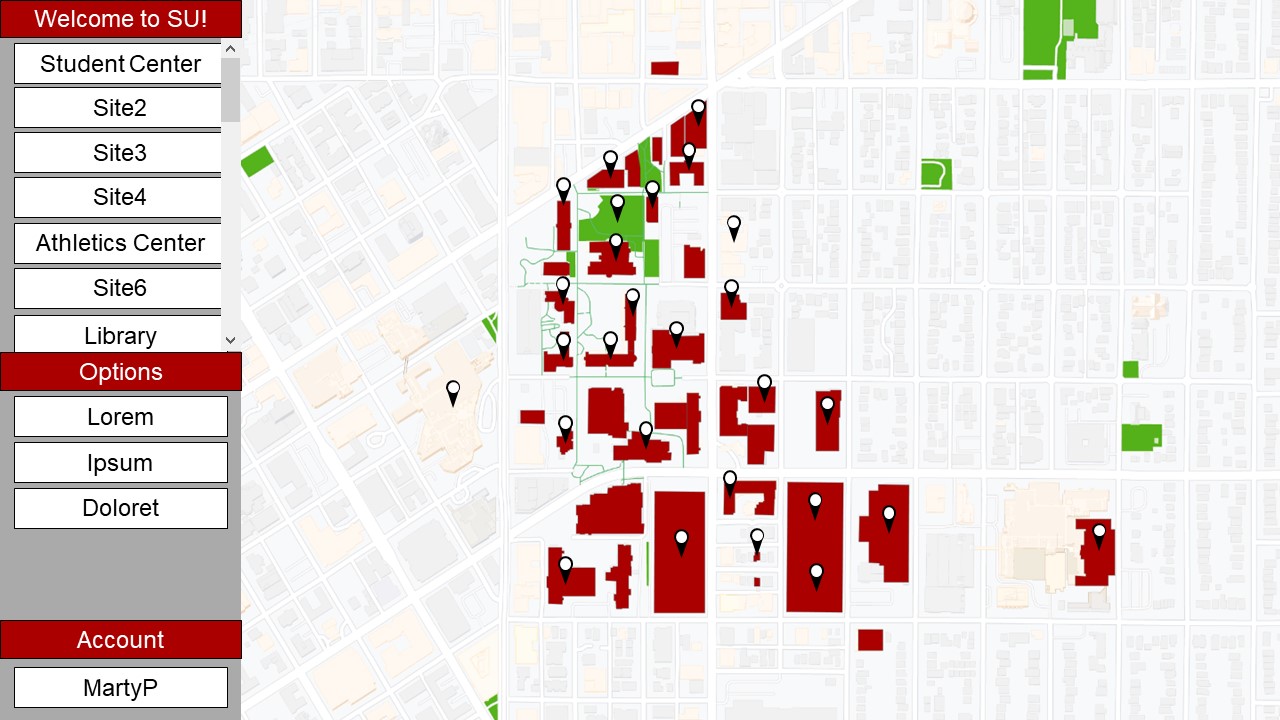 Welcome to SU!
Student Center
Site2
Site3
Site4
Athletics Center
Site6
Library
Options
Lorem
Ipsum
Doloret
Account
MartyP